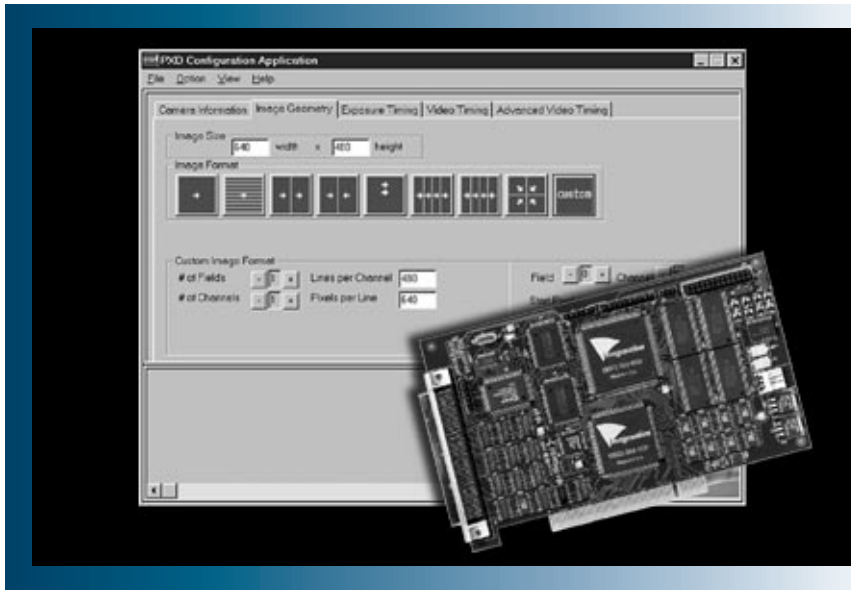 PXD Configuration Application
File Option View Help
Camera Information Image Geometry Exposure Timing Video Timing Advanced Video Timing
Image Size
640 width x 480 height
Image Format
custom
Custom Image Format
# of Fields Lines per Channel 480 Field Channel
# of Channels Pixels per Line 640